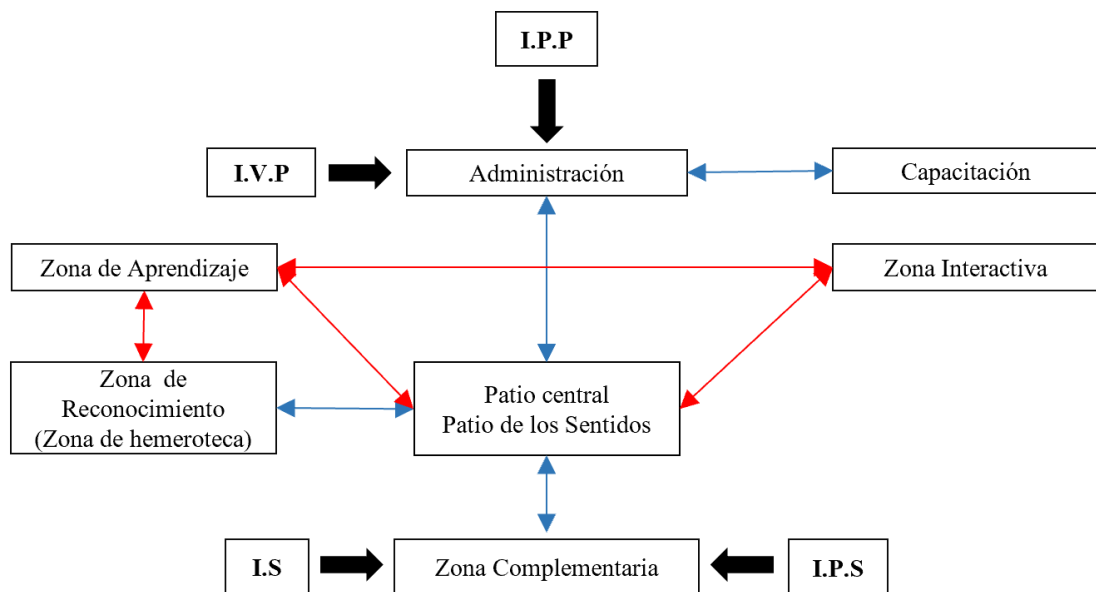 I.P.P
I.V.P
Administración
Capacitación
Zona de Aprendizaje
Zona Interactiva
Zona de
Reconocimiento
(Zona de hemeroteca)
Patio central
Patio de los Sentidos
I.S
Zona Complementaria
I.P.S